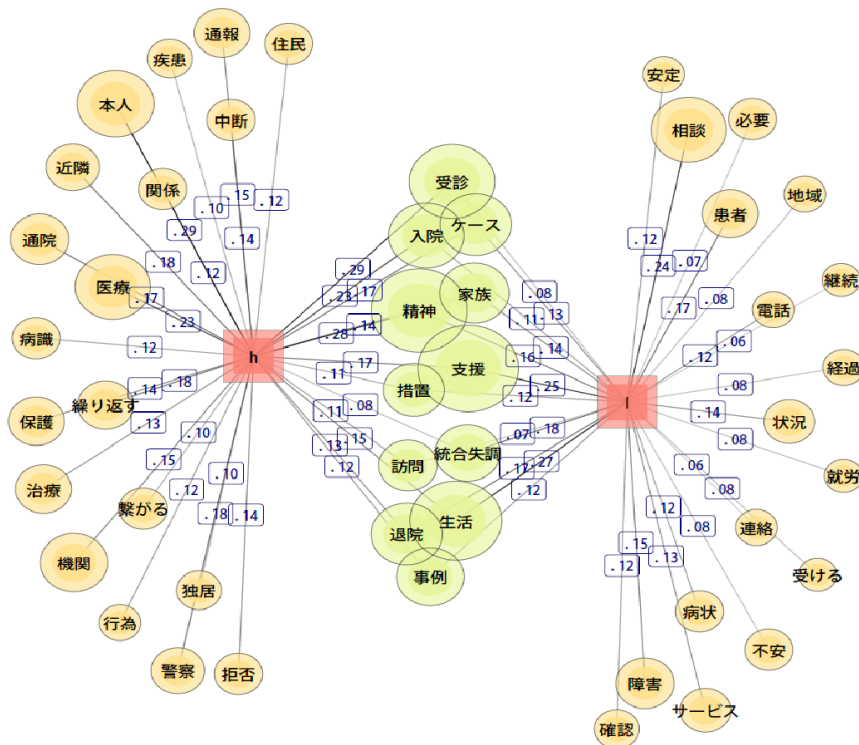 通報
住民
疾患
本人
中断
近隣
関係
通院
医療
病識
繰り返す
保護
治療
繋がる
機関
独居
行為
警察
拒否
h
.10
.15
.12
.29
.14
.18
.12
.17
.23
.12
.14
.18
.13
.10
.15
.10
.12
.18
.14
受診
入院
ケース
家族
精神
支援
措置
統合失調
訪問
生活
退院
事例
.29
.23
.17
.28
.14
.17
.11
.08
.11
.15
.13
.12
.08
.13
.11
.14
.16
.25
.12
.18
.07
.27
.12
l
安定
相談
必要
患者
地域
電話
継続
経過
状況
就労
連絡
受ける
病状
不安
障害
サービス
確認
.12
.24
.07
.17
.08
.06
.12
.08
.14
.08
.06
.08
.12
.08
.15
.13
.12